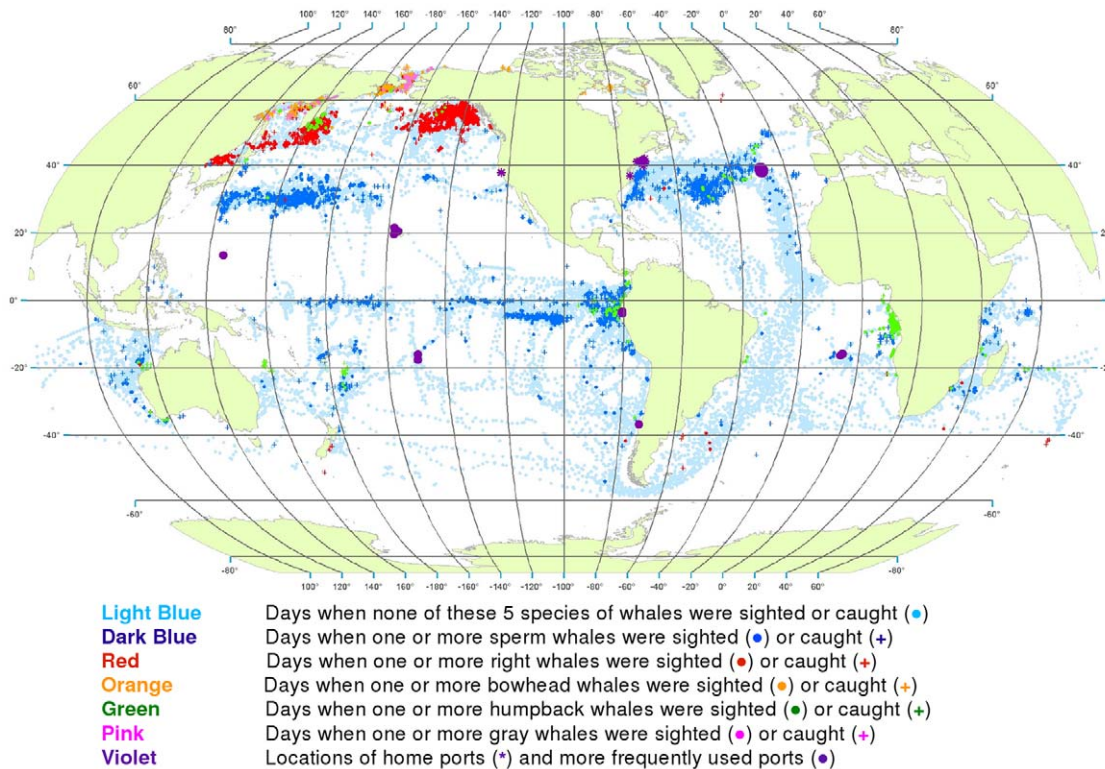 100° 120° 140° 160° 180° -160° -140° -120° -100° -80° -60° -40° -20° 0° 20° 40° 60°
80° 80°
60° 60°
40° 40°
20° 20
0° 0°
-20° -2
-40° -40°
-60° -60°
-80° -80°
100° 120° 140° 160° 180° -160° -140° -120° -100° -80° -60° -40° -20° 0° 20° 40° 60°
Light Blue Days when none of these 5 species of whales were sighted or caught (●)
Dark Blue Days when one or more sperm whales were sighted (●) or caught (+)
Red Days when one or more right whales were sighted (●) or caught (+)
Orange Days when one or more bowhead whales were sighted (●) or caught (+)
Green Days when one or more humpback whales were sighted (●) or caught (+)
Pink Days when one or more gray whales were sighted (●) or caught (+)
Violet Locations of home ports (*) and more frequently used ports (●)